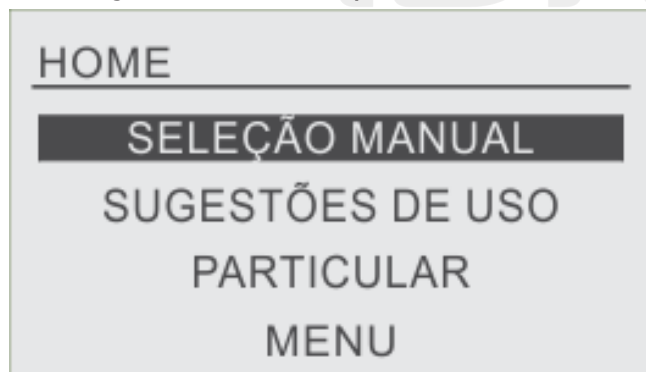 HOME
SELEÇÃO MANUAL
SUGESTÕES DE USO
PARTICULAR
MENU